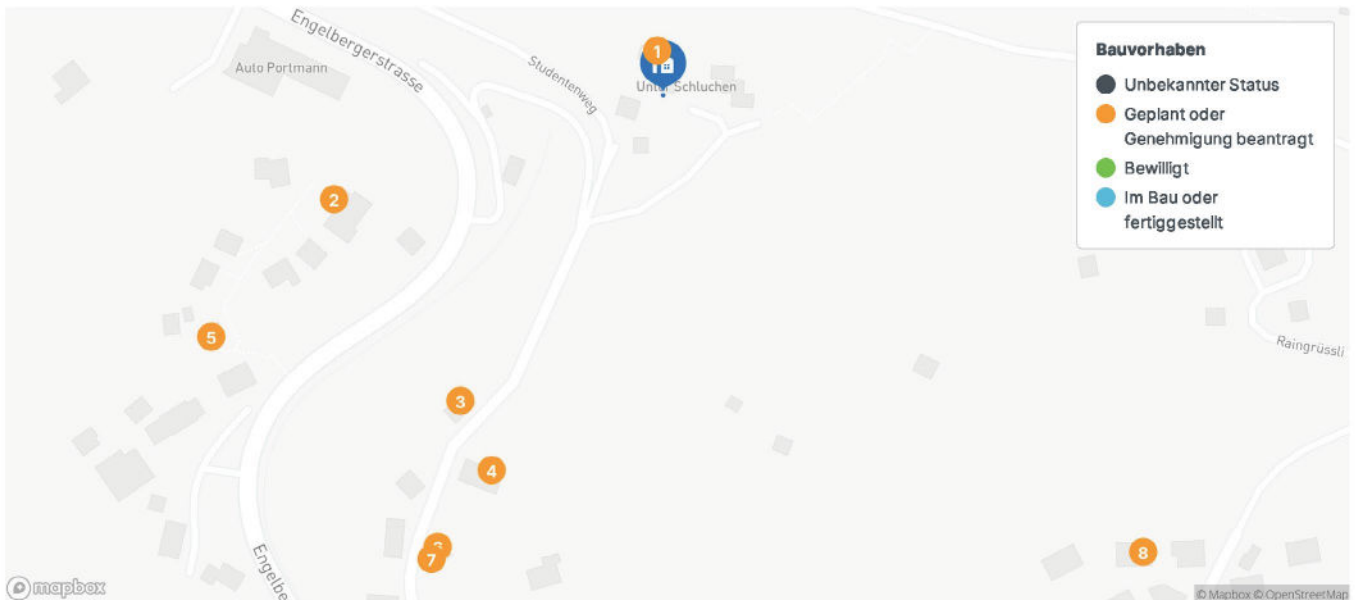 Engelbergerstrasse
Auto Portmann
Studentenweg
1
Unter Schluchen
Bauvorhaben
Unbekannter Status
Geplant oder
Genehmigung beantragt
Bewilligt
Im Bau oder
fertiggestellt
2
5
Raingrüssli
3
4
7
8
Engelbe
mapbox
© Mapbox © OpenStreetMap